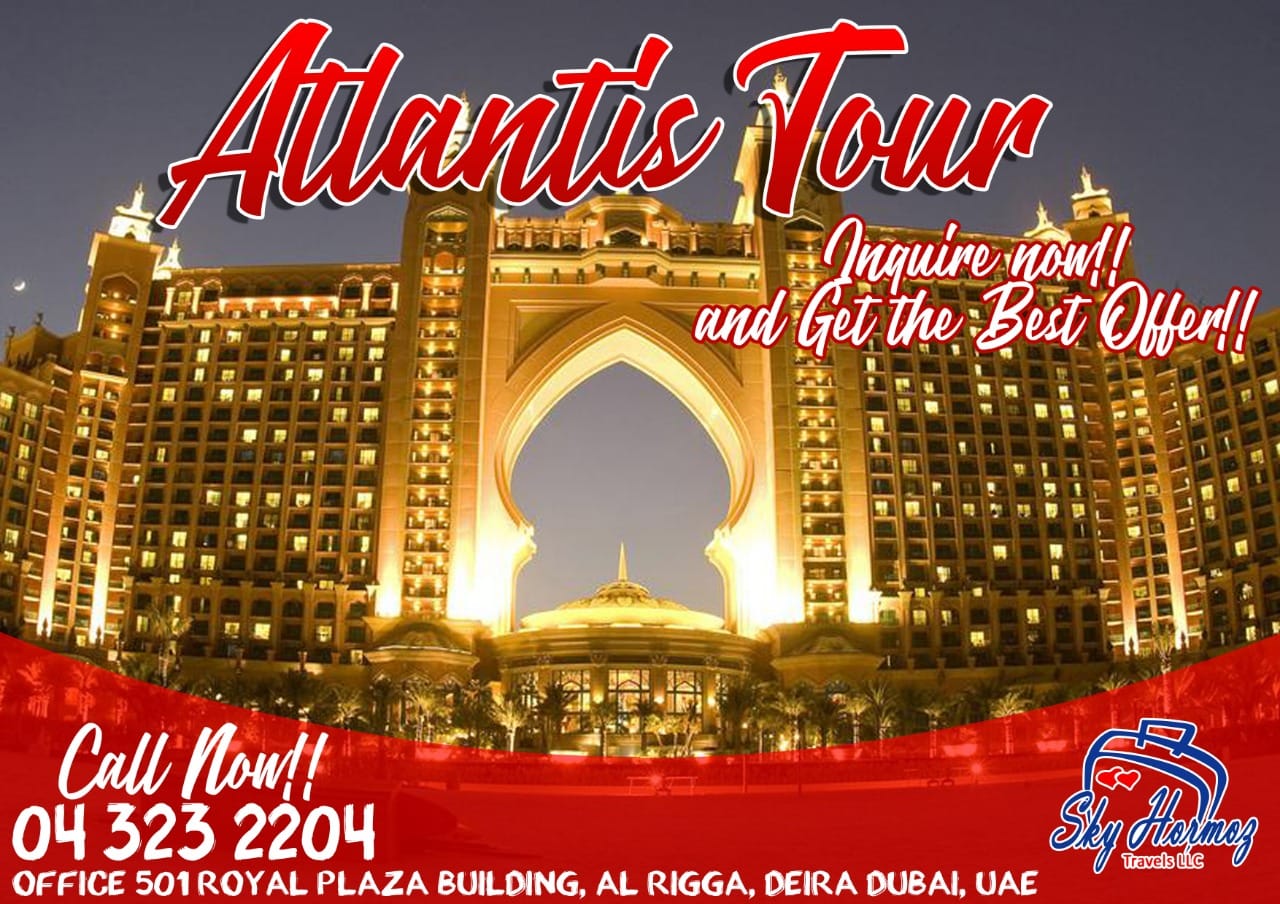 Atlantis Tour
Inquire now!!
and Get the Best Offer!!
Call Now!!
04 323 2204
OFFICE 501 ROYAL PLAZA BUILDING, AL RIGGA, DEIRA DUBAI, UAE
Sky Hormoz
Travels LLC